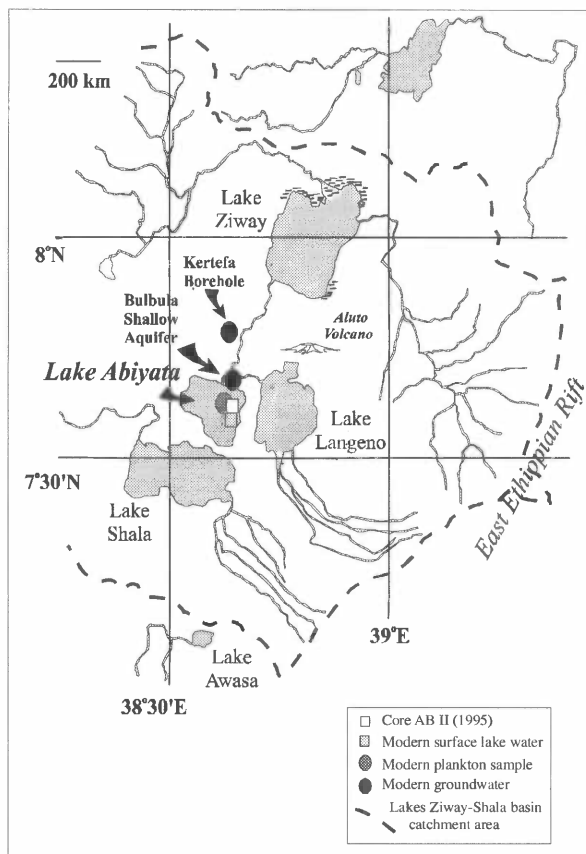 200 km
Lake
Ziway
8°N
Kertefa
Borehole
Bulbula
Shallow
Aquifer
Aluto
Volcano
Lake Abiyata
Lake
Langeno
7°30'N
East Ethiopian Rift
Lake
Shala
39°E
Lake
Awasa
38°30'E
Core AB II (1995)
Modern surface lake water
Modern plankton sample
Modern groundwater
Lakes Ziway-Shala basin
catchment area